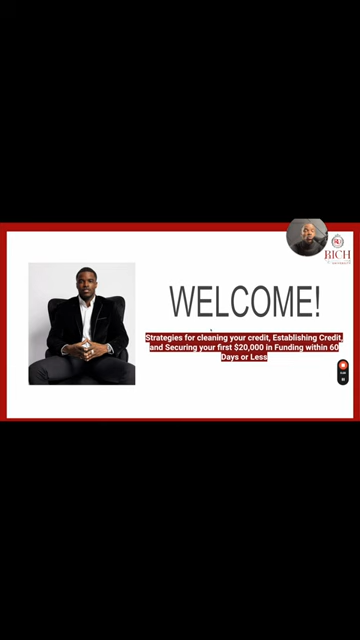 RICH
WELCOME!
Strategies for cleaning your credit, Establishing Credit,
and Securing your first $20,000 in Funding within 60
Days or Less